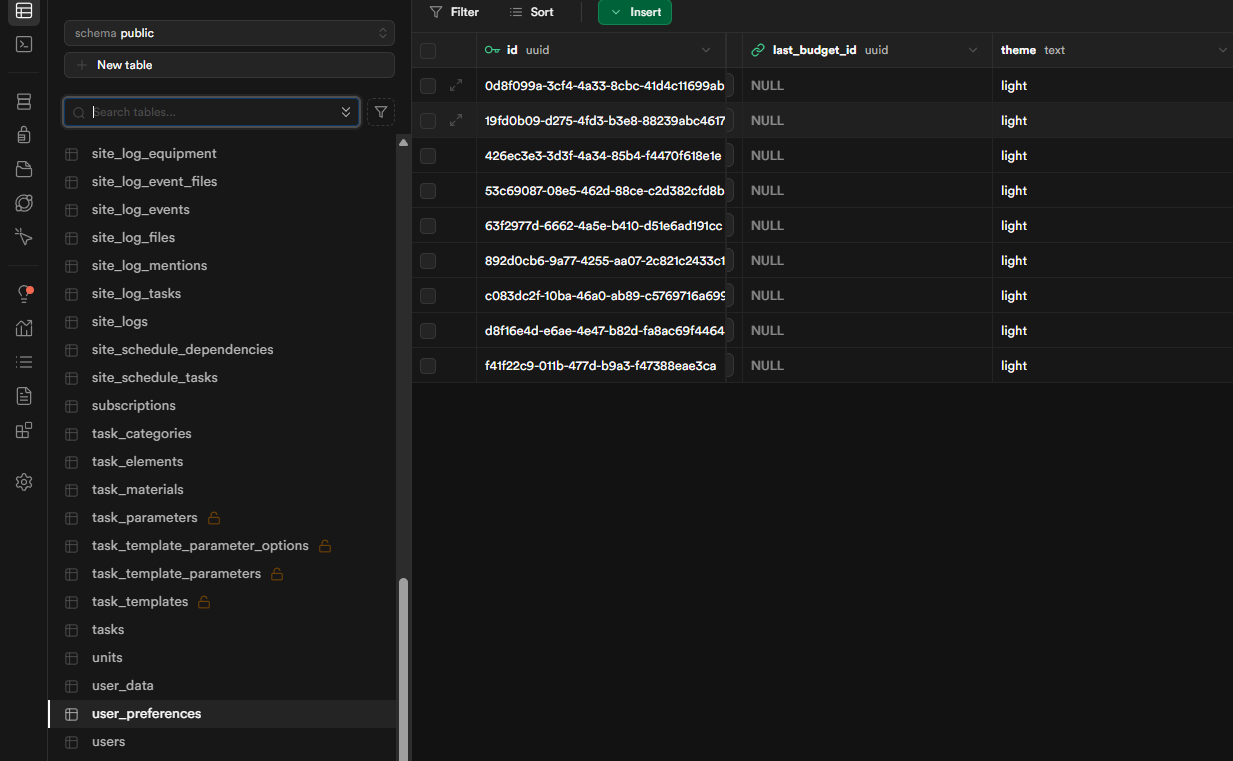 schema public
New table
Search tables...
site_log_equipment
site_log_event_files
site_log_events
site_log_files
site_log_mentions
site_log_tasks
site_logs
site_schedule_dependencies
site_schedule_tasks
subscriptions
task_categories
task_elements
task_materials
task_parameters
task_template_parameter_options
task_template_parameters
task_templates
tasks
units
user_data
user_preferences
users
Filter Sort Insert
id uuid last_budget_id uuid theme text
0d8f099a-3cf4-4a33-8cbc-41d4c11699ab NULL light
19fd0b09-d275-4fd3-b3e8-88239abc4617 NULL light
426ec3e3-3d3f-4a34-85b4-f4470f618e1e NULL light
53c69087-08e5-462d-88ce-c2d382cfd8b NULL light
63f2977d-6662-4a5e-b410-d51e6ad191cc NULL light
892d0cb6-9a77-4255-aa07-2c821c2433c1 NULL light
c083dc2f-10ba-46a0-ab89-c5769716a699 NULL light
d8f16e4d-e6ae-4e47-b82d-fa8ac69f4464 NULL light
f41f22c9-011b-477d-b9a3-f47388eae3ca NULL light